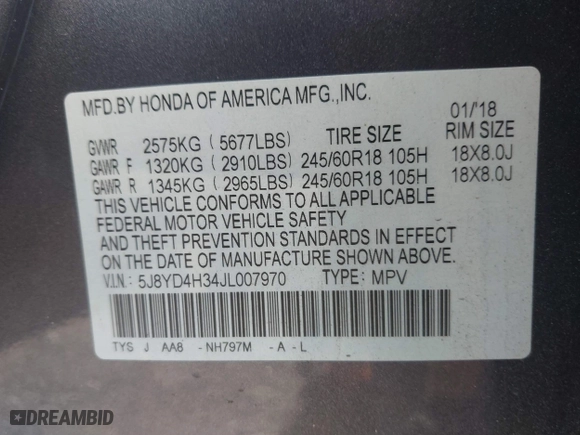 MFD.BY HONDA OF AMERICA MFG.,INC.
01/18
TIRE SIZE RIM SIZE
GVWR 2575KG ( 5677LBS)
GAWR F 1320KG ( 2910LBS) 245/60R18 105H 18X8.0J
GAWR R 1345KG ( 2965LBS) 245/60R18 105H 18X8.0J
THIS VEHICLE CONFORMS TO ALL APPLICABLE
FEDERAL MOTOR VEHICLE SAFETY
AND THEFT PREVENTION STANDARDS IN EFFECT
ON THE DATE OF MANUFACTURE SHOWN ABOVE.
V.I.N.: 5J8YD4H34JL007970 TYPE: MPV
TYS J AA8 - NH797M - A - L
DREAMBID